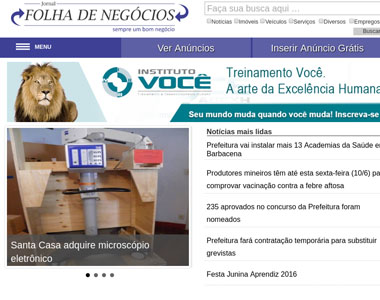 Jornal
FOLHA DE NEGÓCIOS
sempre um bom negócio
Faça sua busca aqui ...
Notícias Imóveis Veículos Serviços Diversos Empregos
MENU
Ver Anúncios
Inserir Anúncio Grátis
INSTITUTO
VOCÊ
Treinamento Você.
A arte da Excelência Humana
Seu mundo muda quando você muda! Inscreva-se
Santa Casa adquire microscópio
eletrônico
Notícias mais lidas
Prefeitura vai instalar mais 13 Academias da Saúde em
Barbacena
Produtores mineiros têm até esta sexta-feira (10/6) para
comprovar vacinação contra a febre aftosa
235 aprovados no concurso da Prefeitura foram
nomeados
Prefeitura fará contratação temporária para substituir
grevistas
Festa Junina Aprendiz 2016